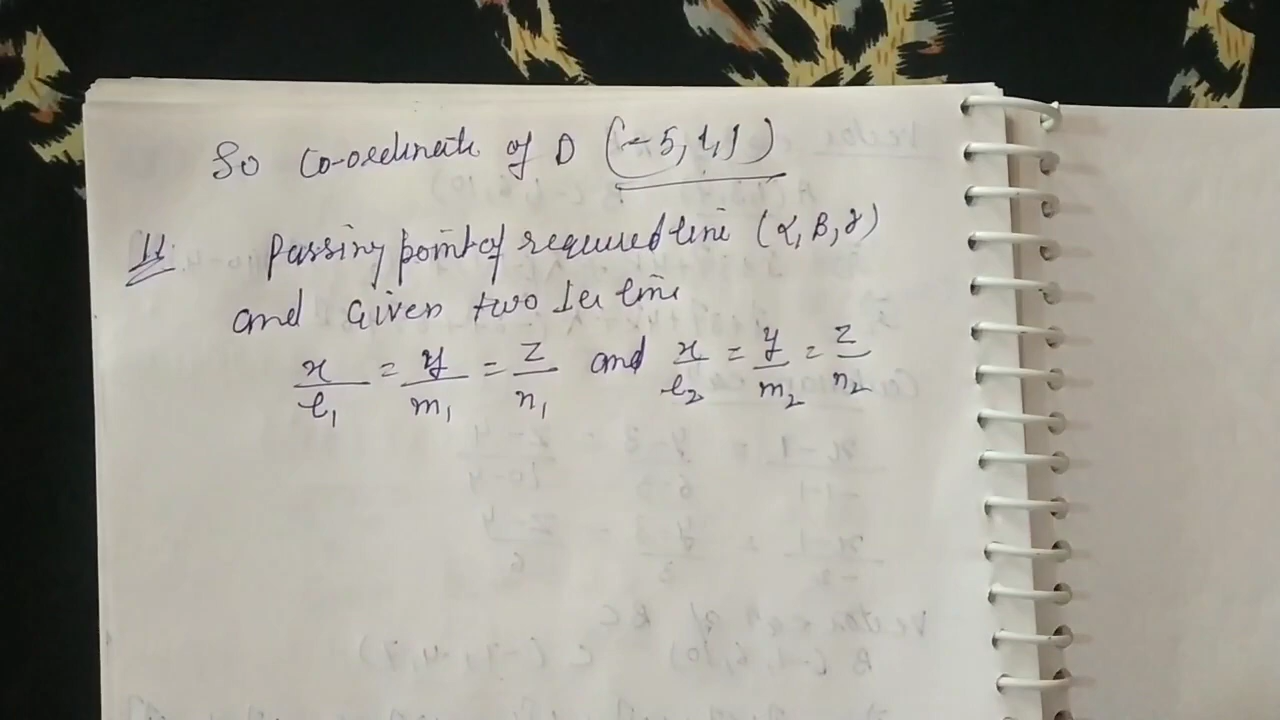 So Co-ordinate of D (-5, 1, 1)
11. Passing point of required line (α, β, γ)
and Given two ⊥er line
x/l₁ = y/m₁ = z/n₁ and x/l₂ = y/m₂ = z/n₂